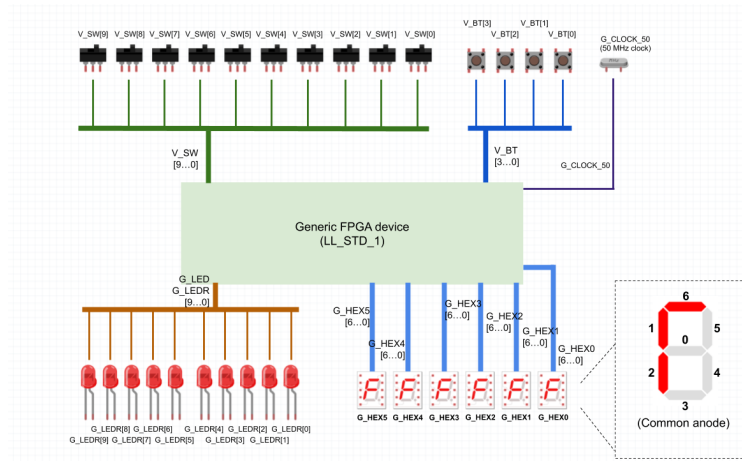 V_SW[9] V_SW[8] V_SW[7] V_SW[6] V_SW[5] V_SW[4] V_SW[3] V_SW[2] V_SW[1] V_SW[0]
V_BT[3] V_BT[1]
V_BT[2] V_BT[0]
G_CLOCK_50
(50 MHz clock)
V_SW
[9...0]
V_BT
[3...0]
G_CLOCK_50
Generic FPGA device
(LL_STD_1)
G_LED
G_LEDR
[9...0]
G_HEX5
[6...0]
G_HEX4
[6...0]
G_HEX3
[6...0]
G_HEX2
[6...0]
G_HEX1
[6...0]
G_HEX0
[6...0]
G_LEDR[8] G_LEDR[6] G_LEDR[4] G_LEDR[2] G_LEDR[0]
G_LEDR[9] G_LEDR[7] G_LEDR[5] G_LEDR[3] G_LEDR[1]
G_HEX5 G_HEX4 G_HEX3 G_HEX2 G_HEX1 G_HEX0
6
1 5
0
2 4
3
(Common anode)